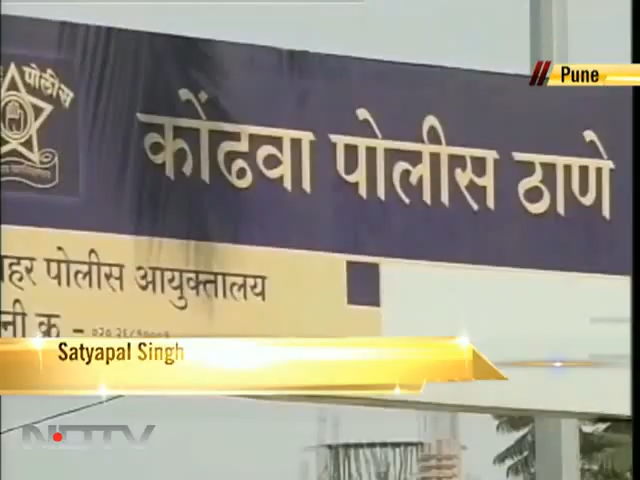 Pune
पोलीस
कोंढवा पोलीस ठाणे
हर पोलीस आयुक्तालय
नी क्र -
Satyapal Singh
NDTV